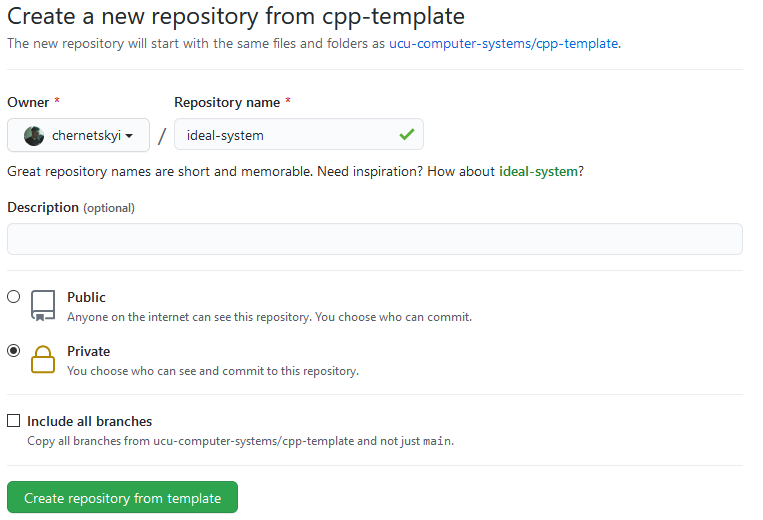 Create a new repository from cpp-template
The new repository will start with the same files and folders as ucu-computer-systems/cpp-template.
Owner * Repository name *
chernetskyi / ideal-system
Great repository names are short and memorable. Need inspiration? How about ideal-system?
Description (optional)
Public
Anyone on the internet can see this repository. You choose who can commit.
Private
You choose who can see and commit to this repository.
Include all branches
Copy all branches from ucu-computer-systems/cpp-template and not just main.
Create repository from template